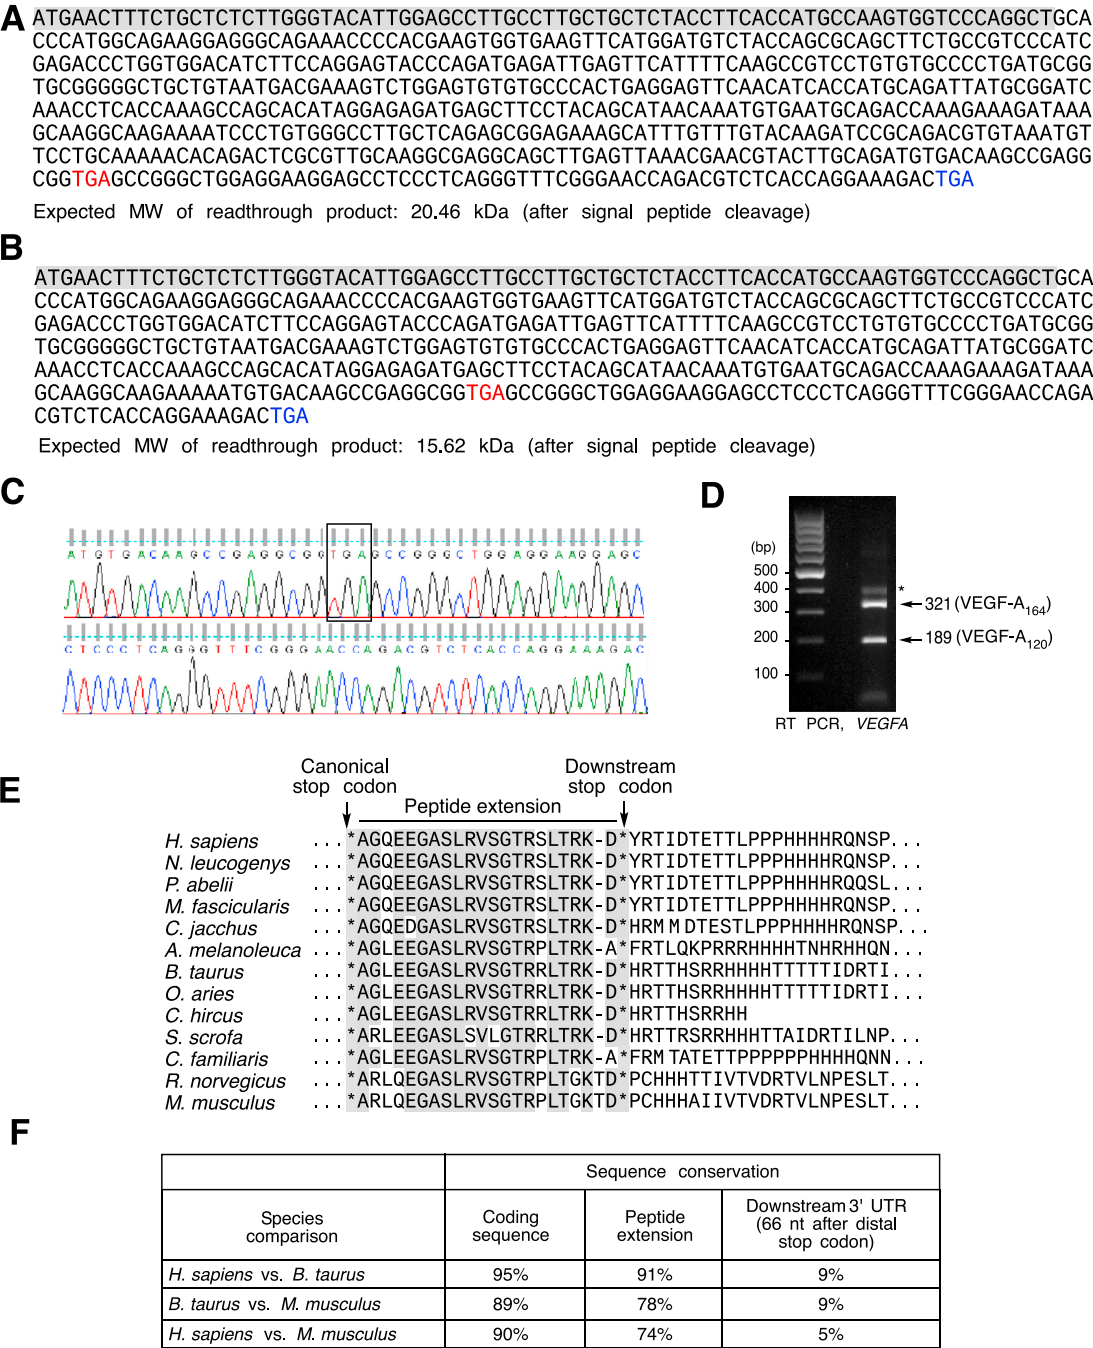 A
ATGAACTTTCTGCTCTCTTGGGTACATTGGAGCCTTGCCTTGCTGCTCTACCTTCACCATGCCAAGTGGTCCCAGGCTGCA
CCCATGGCAGAAGGAGGGCAGAAACCCCACGAAGTGGTGAAGTTCATGGATGTCTACCAGCGCAGCTTCTGCCGTCCCATC
GAGACCCTGGTGGACATCTTCCAGGAGTACCCAGATGAGATTGAGTTCATTTTCAAGCCGTCCTGTGTGCCCCTGATGCGG
TGCGGGGGCTGCTGTAATGACGAAAGTCTGGAGTGTGTGCCCACTGAGGAGTTCAACATCACCATGCAGATTATGCGGATC
AAACCTCACCAAAGCCAGCACATAGGAGAGATGAGCTTCCTACAGCATAACAAATGTGAATGCAGACCAAAGAAAGATAAA
GCAAGGCAAGAAAATCCCTGTGGGCCTTGCTCAGAGCGGAGAAAGCATTTGTTTGTACAAGATCCGCAGACGTGTAAATGT
TCCTGCAAAAACACAGACTCGCGTTGCAAGGCGAGGCAGCTTGAGTTAAACGAACGTACTTGCAGATGTGACAAGCCGAGG
CGGTGAGCCGGGCTGGAGGAAGGAGCCTCCCTCAGGGTTTCGGGAACCAGACGTCTCACCAGGAAAGACTGA
Expected MW of readthrough product: 20.46 kDa (after signal peptide cleavage)
B
ATGAACTTTCTGCTCTCTTGGGTACATTGGAGCCTTGCCTTGCTGCTCTACCTTCACCATGCCAAGTGGTCCCAGGCTGCA
CCCATGGCAGAAGGAGGGCAGAAACCCCACGAAGTGGTGAAGTTCATGGATGTCTACCAGCGCAGCTTCTGCCGTCCCATC
GAGACCCTGGTGGACATCTTCCAGGAGTACCCAGATGAGATTGAGTTCATTTTCAAGCCGTCCTGTGTGCCCCTGATGCGG
TGCGGGGGCTGCTGTAATGACGAAAGTCTGGAGTGTGTGCCCACTGAGGAGTTCAACATCACCATGCAGATTATGCGGATC
AAACCTCACCAAAGCCAGCACATAGGAGAGATGAGCTTCCTACAGCATAACAAATGTGAATGCAGACCAAAGAAAGATAAA
GCAAGGCAAGAAAAATGTGACAAGCCGAGGCGGTGAGCCGGGCTGGAGGAAGGAGCCTCCCTCAGGGTTTCGGGAACCAGA
CGTCTCACCAGGAAAGACTGA
Expected MW of readthrough product: 15.62 kDa (after signal peptide cleavage)
C
ATGTGACAAGCCGAGGCGGTGAGCCGGGCTGGAGGAAGGAGC
CTCCCTCAGGGTTTCGGGAACCAGACGTCTCACCAGGAAAGAC
D
(bp)
500
400
300
200
100
*
321 (VEGF-A164)
189 (VEGF-A120)
RT PCR, VEGFA
E
Canonical stop codon
Peptide extension
Downstream stop codon
H. sapiens ...*AGQEEGASLRVSGTRSLTRK-D*YRTIDTETTLPPPHHHHRQNSP...
N. leucogenys ...*AGQEEGASLRVSGTRSLTRK-D*YRTIDTETTLPPPHHHHRQNSP...
P. abelii ...*AGQEEGASLRVSGTRSLTRK-D*YRTIDTETTLPPPHHHHRQQSL...
M. fascicularis ...*AGQEEGASLRVSGTRSLTRK-D*YRTIDTETTLPPPHHHHRQNSP...
C. jacchus ...*AGQEDGASLRVSGTRSLTRK-D*HRMMDTESTLPPPHHHHRQNSP...
A. melanoleuca ...*AGLEEGASLRVSGTRPLTRK-A*FRTLQKPRRRHHHHTNHRHHQN...
B. taurus ...*AGLEEGASLRVSGTRRLTRK-D*HRTTHSRRHHHHTTTTTIDRTI...
O. aries ...*AGLEEGASLRVSGTRRLTRK-D*HRTTHSRRHHHHTTTTTIDRTI...
C. hircus ...*AGLEEGASLRVSGTRRLTRK-D*HRTTHSRRHH
S. scrofa ...*ARLEEGASLSVLGTRRLTRK-D*HRTTRSRRHHHTTAIDRTILNP...
C. familiaris ...*AGLEEGASLRVSGTRPLTRK-A*FRMTATETTPPPPPPHHHHQNN...
R. norvegicus ...*ARLQEGASLRVSGTRPLTGKTD*PCHHHTTIVTVDRTVLNPESLT...
M. musculus ...*ARLQEGASLRVSGTRPLTGKTD*PCHHHAIIVTVDRTVLNPESLT...
F
Sequence conservation
Species comparison
Coding sequence
Peptide extension
Downstream 3' UTR (66 nt after distal stop codon)
H. sapiens vs. B. taurus 95% 91% 9%
B. taurus vs. M. musculus 89% 78% 9%
H. sapiens vs. M. musculus 90% 74% 5%